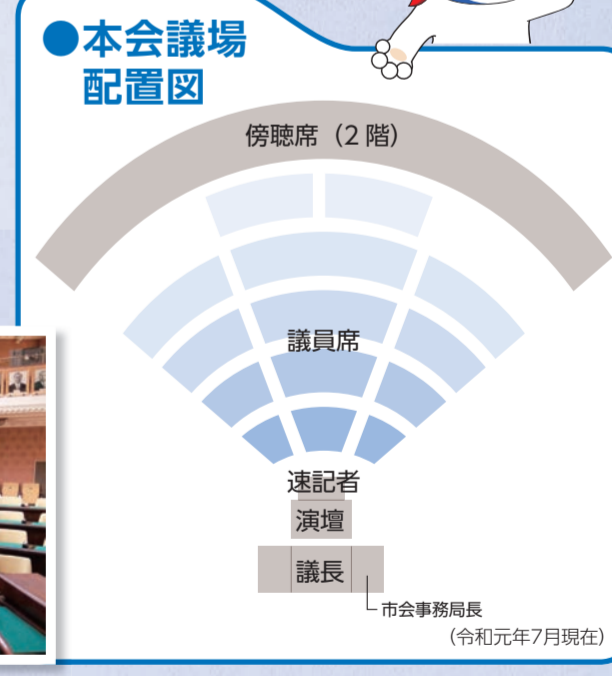 ●本会議場
配置図
傍聴席（2階）
議員席
速記者
演壇
議長
市会事務局長
（令和元年7月現在）